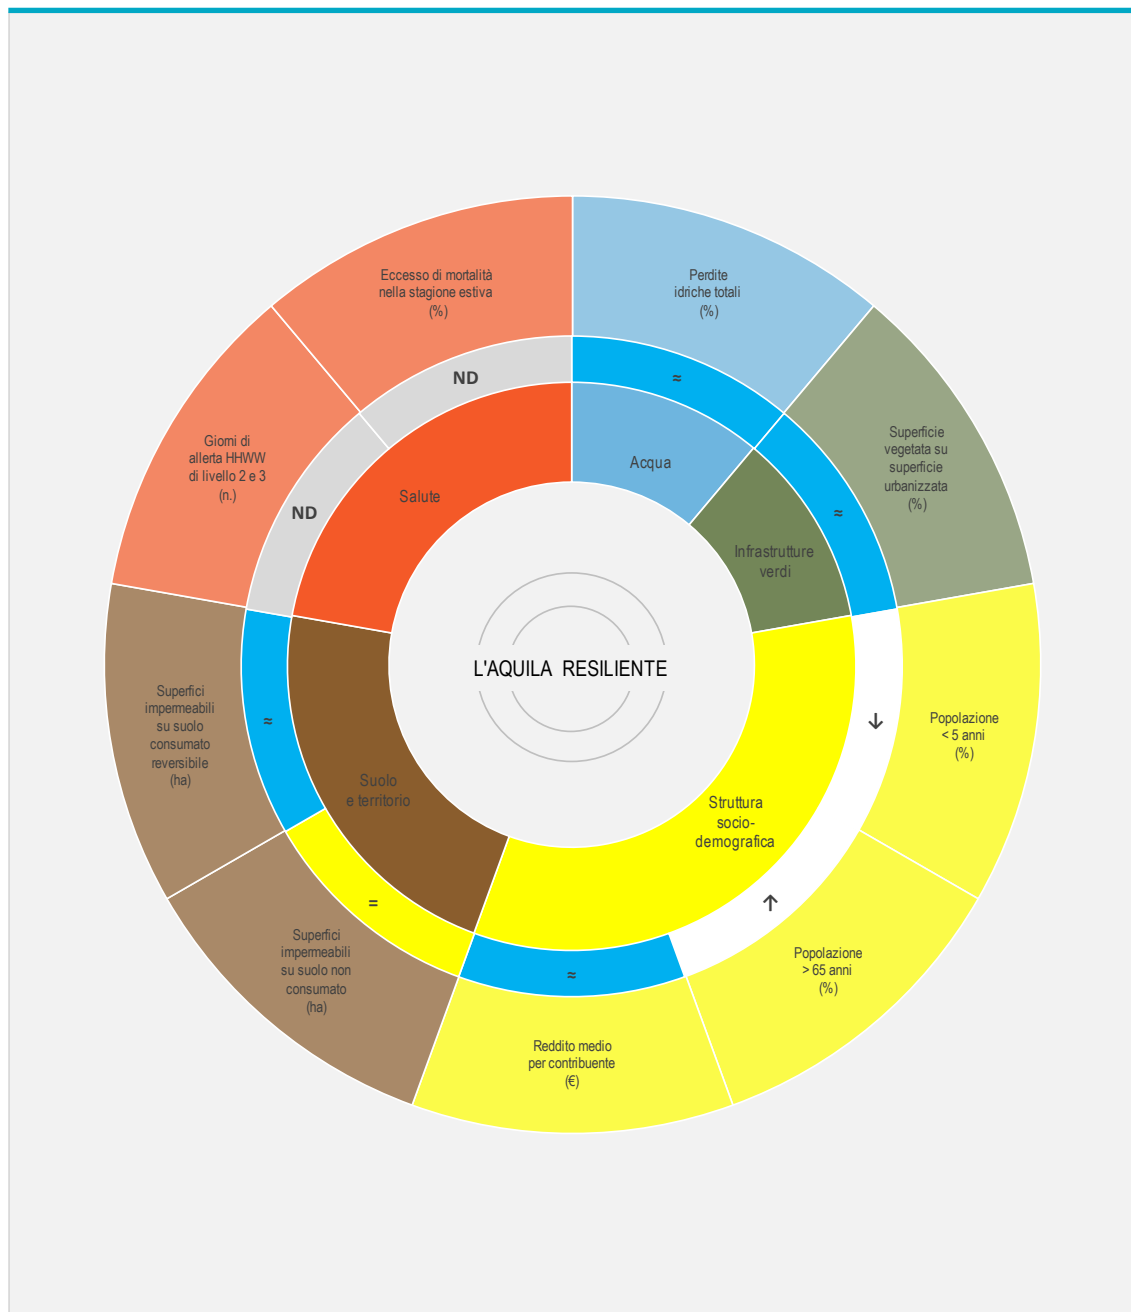 Eccesso di mortalità
nella stagione estiva
(%)
Perdite
idriche totali
(%)
ND
≈
Giorni di
allerta HHWW
di livello 2 e 3
(n.)
Superficie
vegetata su
superficie
urbanizzata
(%)
Salute
Acqua
ND
≈
Infrastrutture
verdi
L'AQUILA RESILIENTE
Superfici
impermeabili
su suolo
consumato
reversibile
(ha)
≈
Suolo
e territorio
Struttura
socio-
demografica
↓
Popolazione
< 5 anni
(%)
=
↑
Superfici
impermeabili
su suolo non
consumato
(ha)
≈
Popolazione
> 65 anni
(%)
Reddito medio
per contribuente
(€)